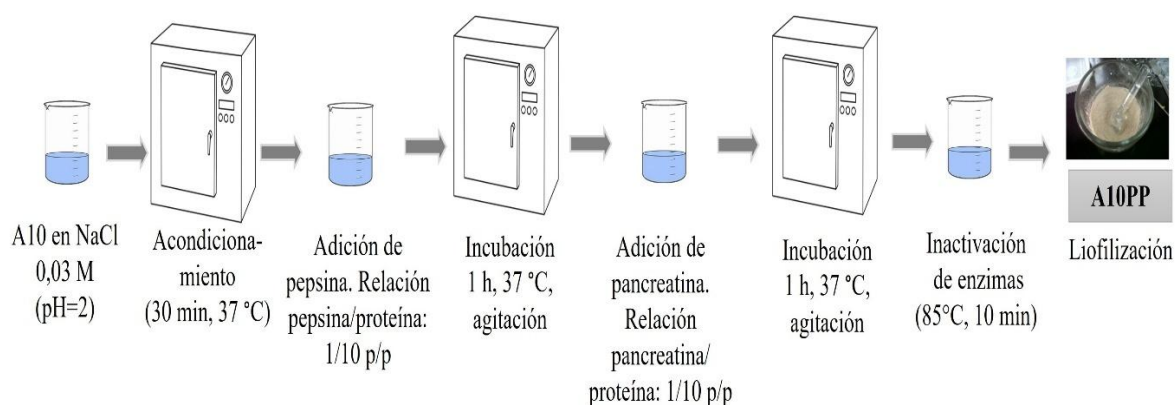 A10 en NaCl
0,03 M
(pH=2)
Acondiciona-
miento
(30 min, 37 °C)
Adición de
pepsina. Relación
pepsina/proteína:
1/10 p/p
Incubación
1 h, 37 °C,
agitación
Adición de
pancreatina.
Relación
pancreatina/
proteína: 1/10 p/p
Incubación
1 h, 37 °C,
agitación
Inactivación
de enzimas
(85°C, 10 min)
A10PP
Liofilización